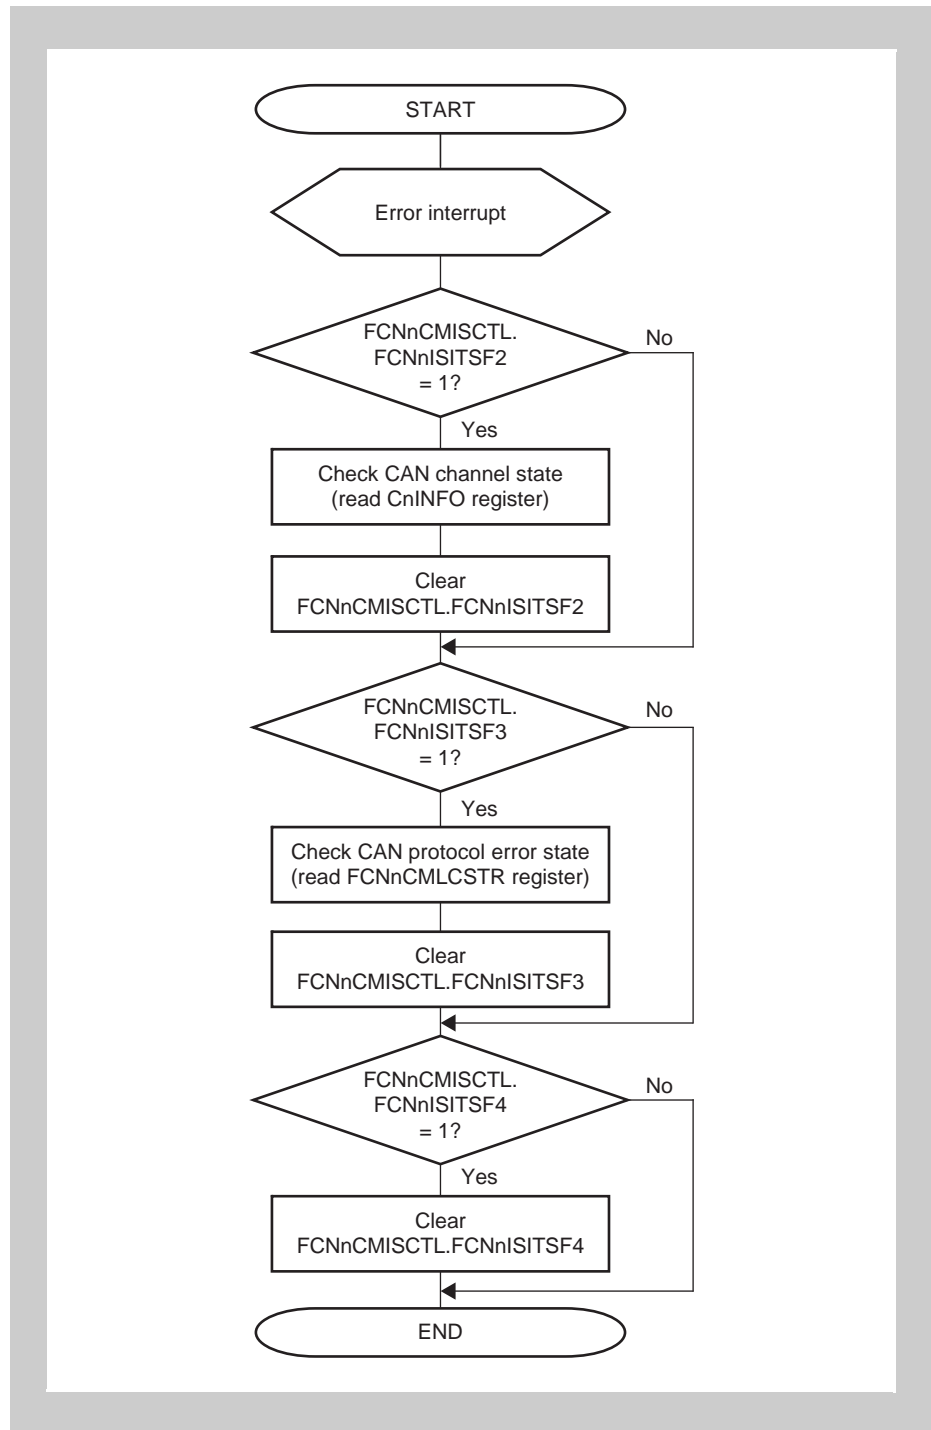 START
Error interrupt
FCNnCMISCTL.
FCNnISITSF2
= 1?
No
Yes
Check CAN channel state
(read CnINFO register)
Clear
FCNnCMISCTL.FCNnISITSF2
FCNnCMISCTL.
FCNnISITSF3
= 1?
No
Yes
Check CAN protocol error state
(read FCNnCMLCSTR register)
Clear
FCNnCMISCTL.FCNnISITSF3
FCNnCMISCTL.
FCNnISITSF4
= 1?
No
Yes
Clear
FCNnCMISCTL.FCNnISITSF4
END